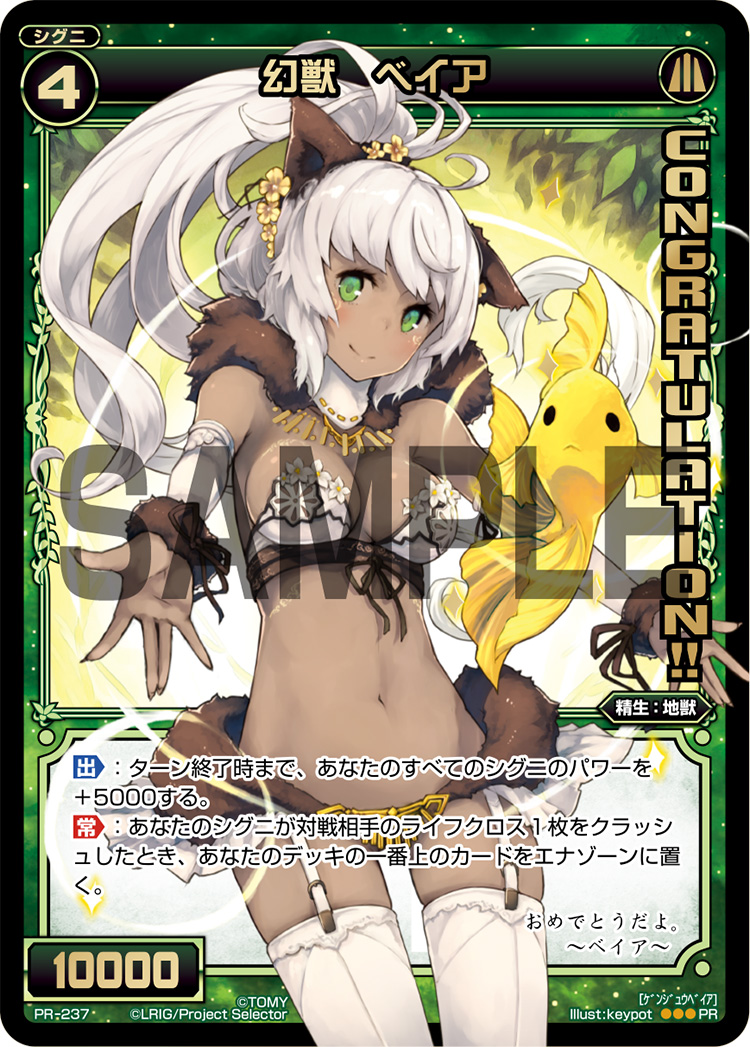 シグニ
4
幻獣 ベイア
CONGRATULATION!!
SAMPLE
精生：地獣
出：ターン終了時まで、あなたのすべてのシグニのパワーを
＋5000する。
常：あなたのシグニが対戦相手のライフクロス１枚をクラッシ
ュしたとき、あなたのデッキの一番上のカードをエナゾーンに置
く。
おめでとうだよ。
～ベイア～
10000
PR-237
©TOMY
©LRIG/Project Selector
[ｹﾞﾝｼﾞｭｳﾍﾞｲｱ]
Illust:keypot
PR